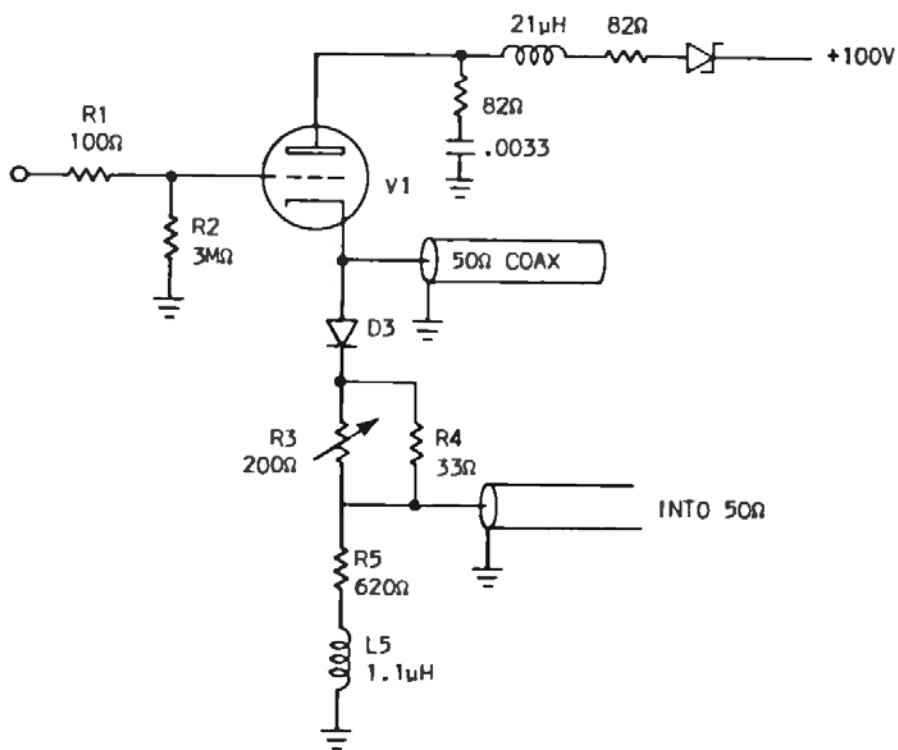 21μH
82Ω
+100V
82Ω
.0033
R1
100Ω
V1
R2
3MΩ
50Ω COAX
D3
R3
200Ω
R4
33Ω
INTO 50Ω
R5
620Ω
L5
1.1μH